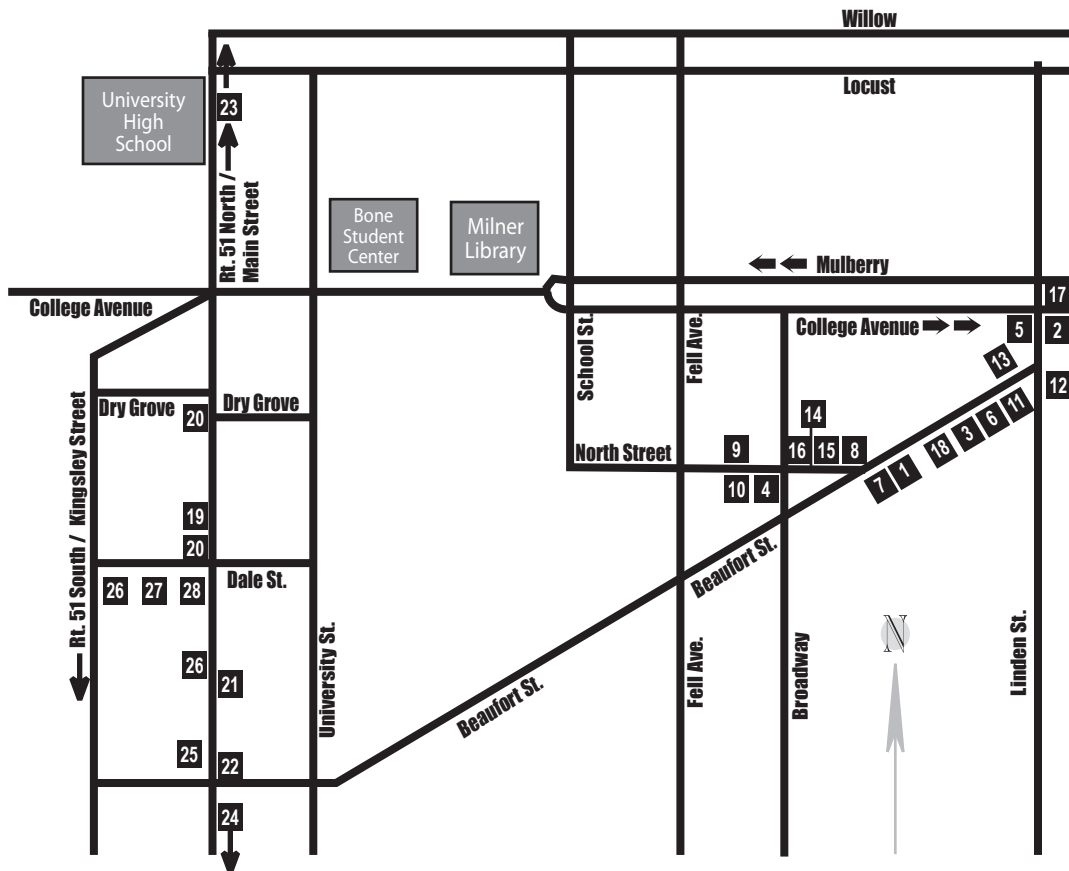 Willow
Locust
University
High
School
23
Rt. 51 North /
Main Street
Bone
Student
Center
Milner
Library
Mulberry
College Avenue
College Avenue
17
5
2
School St.
Fell Ave.
13
12
Dry Grove
Dry Grove
20
14
11
6
3
18
North Street
9
16
15
8
1
7
10
4
Rt. 51 South / Kingsley Street
19
20
Dale St.
Beaufort St.
26
27
28
University St.
N
26
21
Beaufort St.
Fell Ave.
Broadway
Linden St.
25
22
24